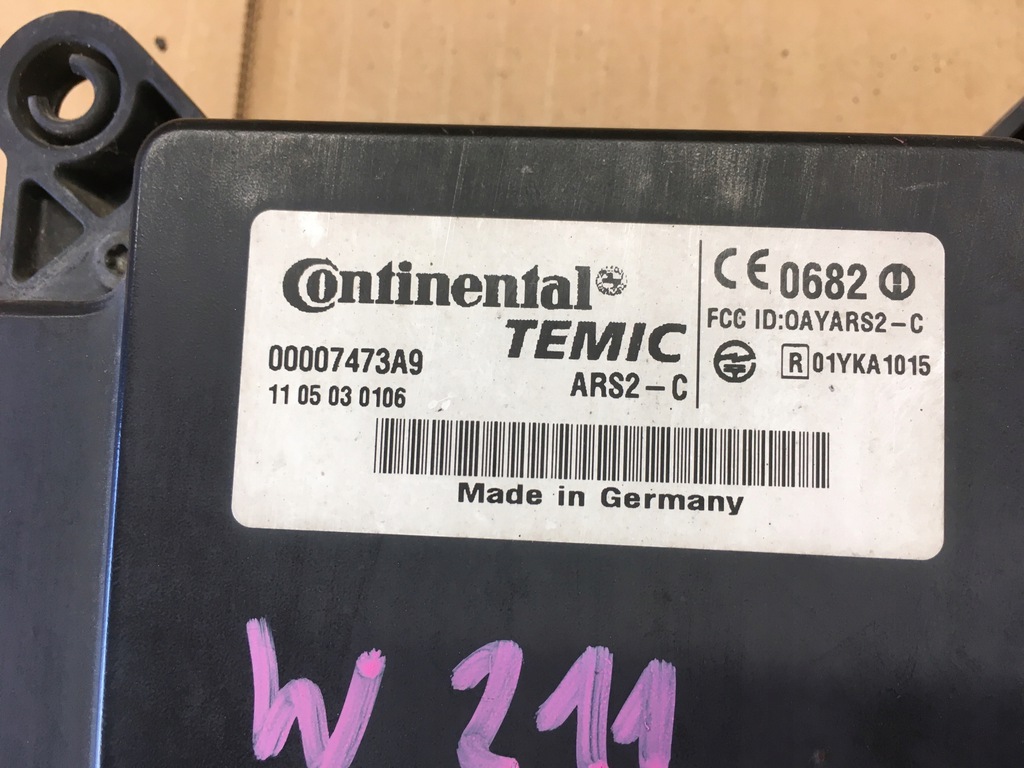 Continental
TEMIC
00007473A9
ARS2-C
11 05 03 0106
CE 0682
FCC ID:OAYARS2-C
R 01YKA1015
Made in Germany
W 211